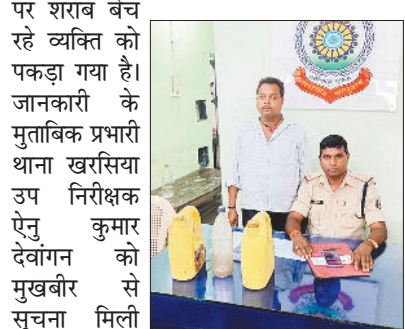 पर शराब बेच
रहे व्यक्ति को
पकड़ा गया है।
जानकारी के
मुताबिक प्रभारी
थाना खरसिया
उप निरीक्षक
ऐनु कुमार
देवांगन को
मुखबीर से
सूचना मिली